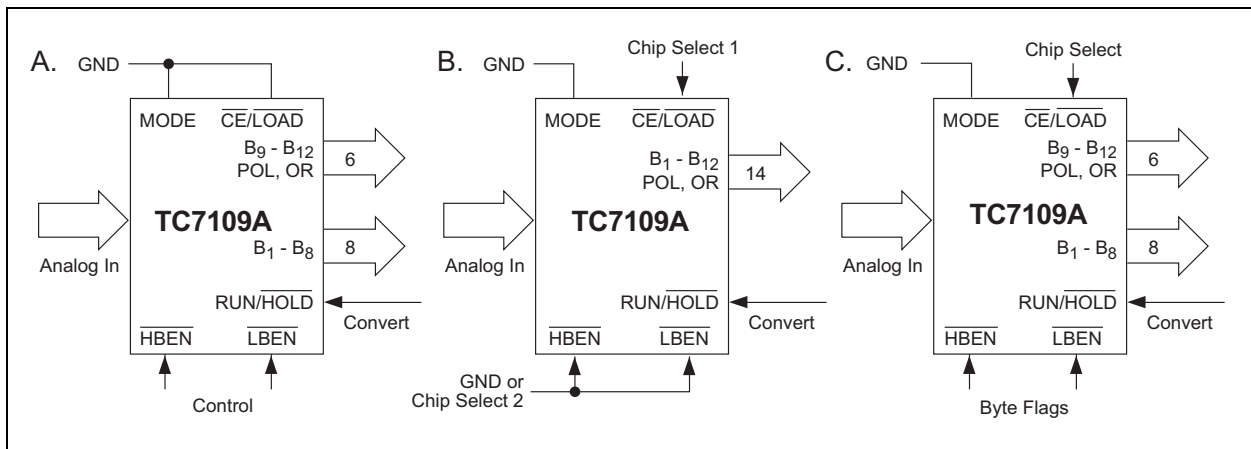 A.
GND
MODE
CE/LOAD
B9 - B12
POL, OR
6
TC7109A
Analog In
B1 - B8
8
RUN/HOLD
Convert
HBEN
LBEN
Control
B.
GND
Chip Select 1
MODE
CE/LOAD
B1 - B12
POL, OR
14
TC7109A
Analog In
RUN/HOLD
Convert
HBEN
LBEN
GND or
Chip Select 2
C.
GND
Chip Select
MODE
CE/LOAD
B9 - B12
POL, OR
6
TC7109A
Analog In
B1 - B8
8
RUN/HOLD
Convert
HBEN
LBEN
Byte Flags